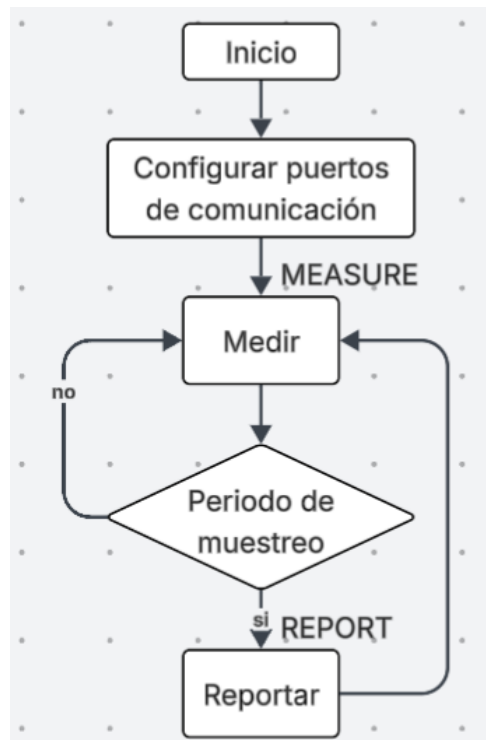 Inicio
Configurar puertos
de comunicación
MEASURE
Medir
no
Periodo de
muestreo
si
REPORT
Reportar